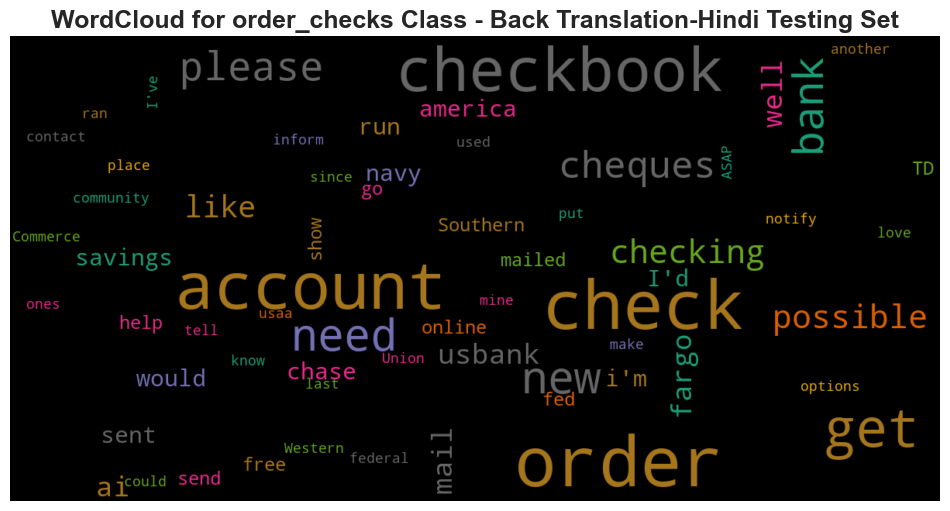 WordCloud for order_checks Class - Back Translation-Hindi Testing Set
please
checkbook
another
I've
america
well
bank
ran
run
contact
inform
used
place
since
navy
cheques
ASAP
TD
go
community
like
put
notify
Southern
love
Commerce
show
savings
mailed
checking
I'd
account
check
ones
mine
usaa
help
tell
need
online
possible
know
Union
usbank
make
fargo
would
chase
last
new
i'm
fed
options
get
sent
mail
order
Western
federal
free
ai
could
send